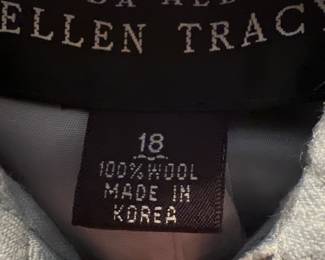 ELLEN TRACY
18
100% WOOL
MADE IN
KOREA